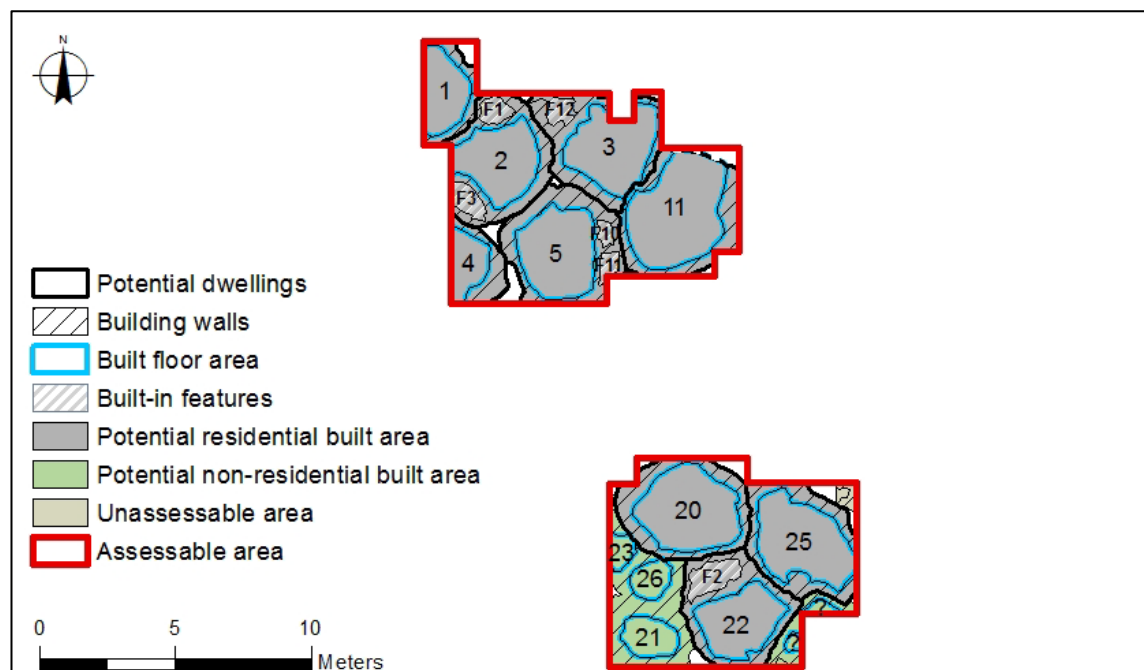 N
1
F1
F12
2
3
F3
11
F10
4
5
F11
Potential dwellings
Building walls
Built floor area
Built-in features
Potential residential built area
Potential non-residential built area
Unassessable area
Assessable area
20
25
23
26
F2
?
21
22
?
0 5 10
Meters